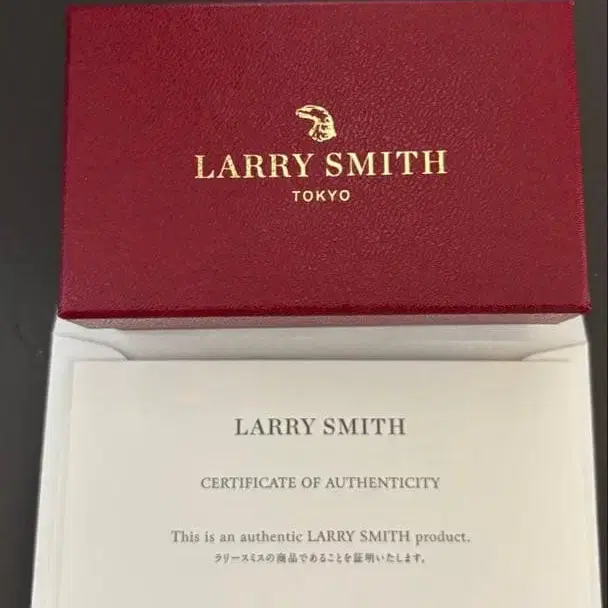 LARRY SMITH
TOKYO
LARRY SMITH
CERTIFICATE OF AUTHENTICITY
This is an authentic LARRY SMITH product.
ラリースミスの商品であることを証明いたします。